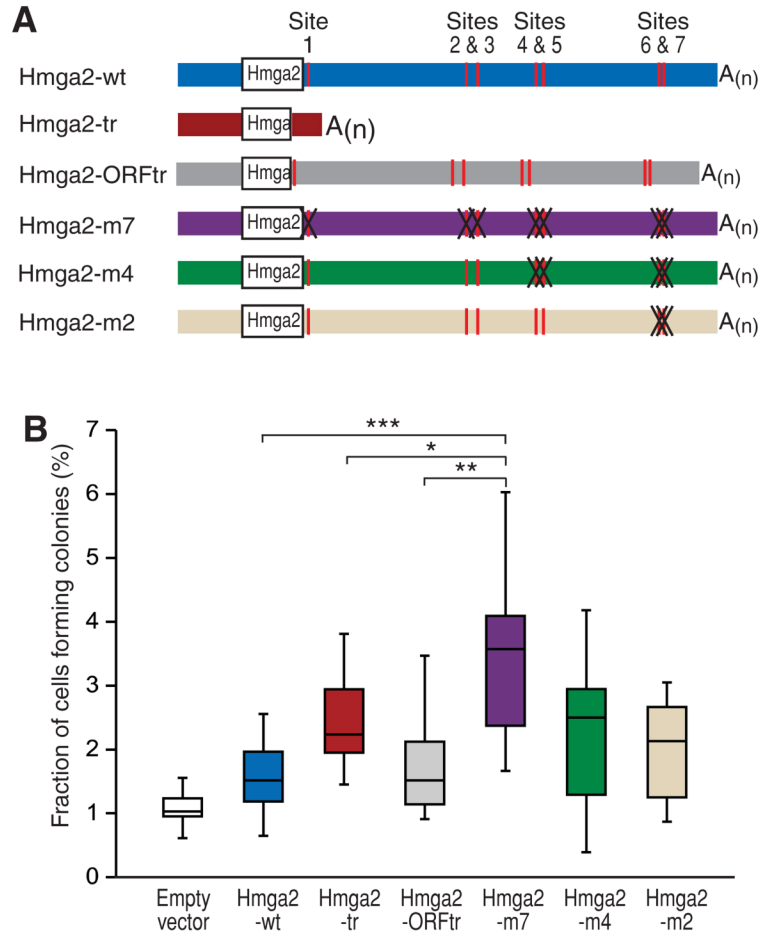 A
Site Sites Sites Sites
1 2 & 3 4 & 5 6 & 7
Hmga2-wt Hmga2 A(n)
Hmga2-tr Hmga A(n)
Hmga2-ORFtr Hmga A(n)
Hmga2-m7 Hmga2 A(n)
Hmga2-m4 Hmga2 A(n)
Hmga2-m2 Hmga2 A(n)
B
Fraction of cells forming colonies (%)
7
6
5
4
3
2
1
0
***
*
**
Empty Hmga2 Hmga2 Hmga2 Hmga2 Hmga2 Hmga2
vector -wt -tr -ORFtr -m7 -m4 -m2